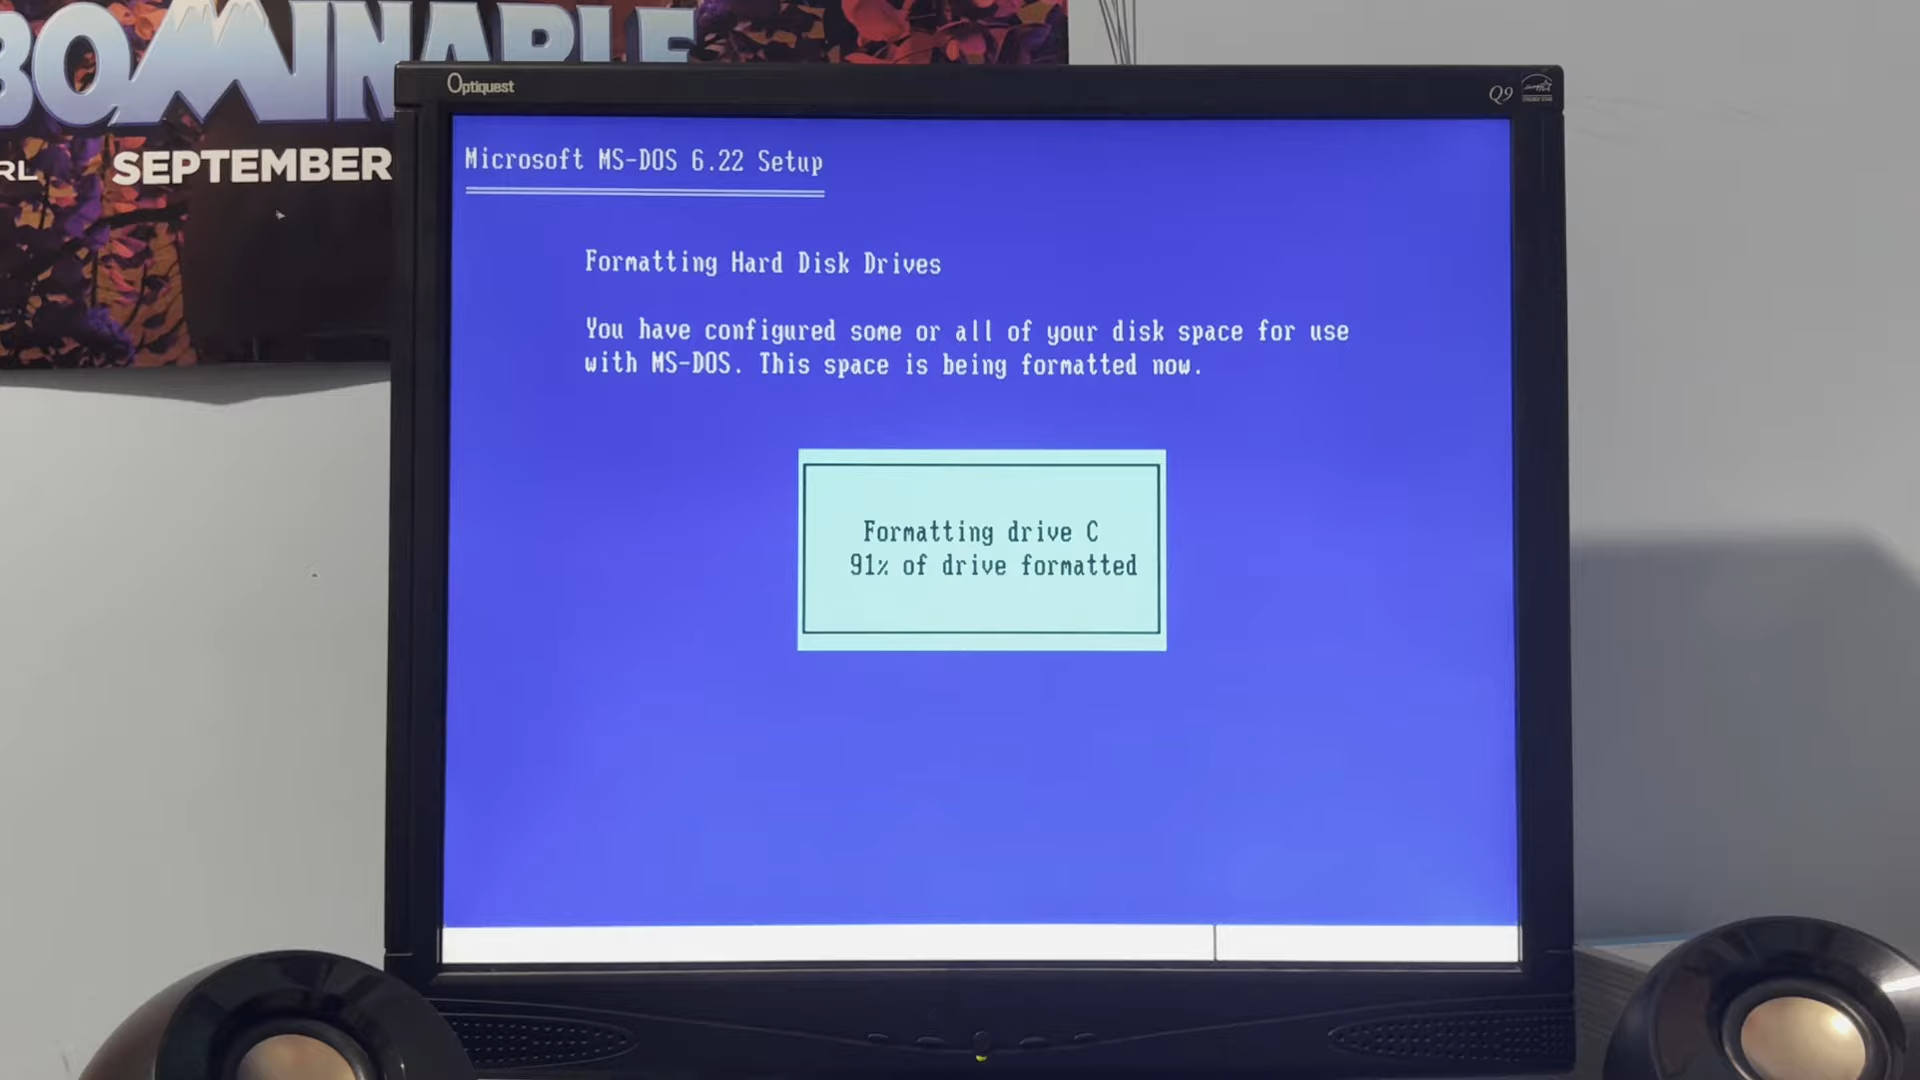 BOMINABLE
RL
SEPTEMBER
Optiquest
Q9
Microsoft MS-DOS 6.22 Setup
Formatting Hard Disk Drives
You have configured some or all of your disk space for use
with MS-DOS. This space is being formatted now.
Formatting drive C
91% of drive formatted